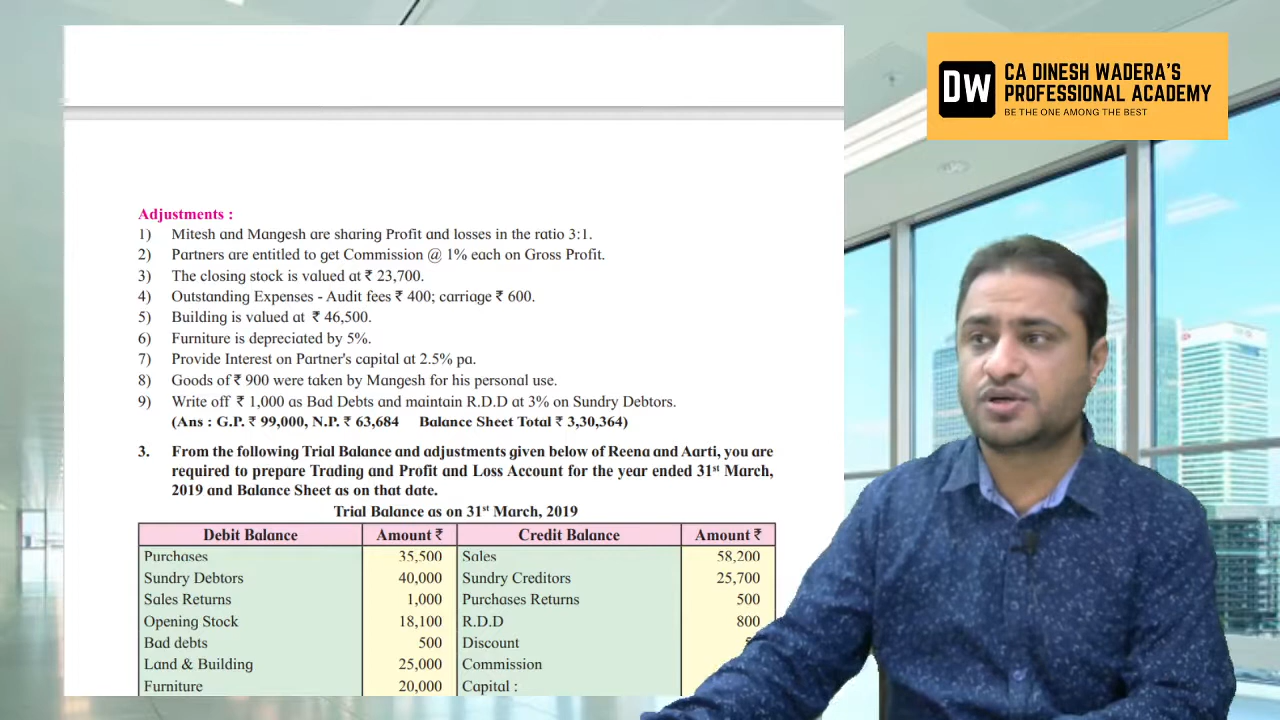 DW
CA DINESH WADERA'S
PROFESSIONAL ACADEMY
BE THE ONE AMONG THE BEST
Adjustments :
1) Mitesh and Mangesh are sharing Profit and losses in the ratio 3:1.
2) Partners are entitled to get Commission @ 1% each on Gross Profit.
3) The closing stock is valued at ₹ 23,700.
4) Outstanding Expenses - Audit fees ₹ 400; carriage ₹ 600.
5) Building is valued at ₹ 46,500.
6) Furniture is depreciated by 5%.
7) Provide Interest on Partner's capital at 2.5% pa.
8) Goods of ₹ 900 were taken by Mangesh for his personal use.
9) Write off ₹ 1,000 as Bad Debts and maintain R.D.D at 3% on Sundry Debtors.
(Ans : G.P. ₹ 99,000, N.P. ₹ 63,684 Balance Sheet Total ₹ 3,30,364)
3. From the following Trial Balance and adjustments given below of Reena and Aarti, you are
required to prepare Trading and Profit and Loss Account for the year ended 31st March,
2019 and Balance Sheet as on that date.
Trial Balance as on 31st March, 2019
Debit Balance Amount ₹ Credit Balance Amount ₹
Purchases 35,500 Sales 58,200
Sundry Debtors 40,000 Sundry Creditors 25,700
Sales Returns 1,000 Purchases Returns 500
Opening Stock 18,100 R.D.D 800
Bad debts 500 Discount
Land & Building 25,000 Commission
Furniture 20,000 Capital :